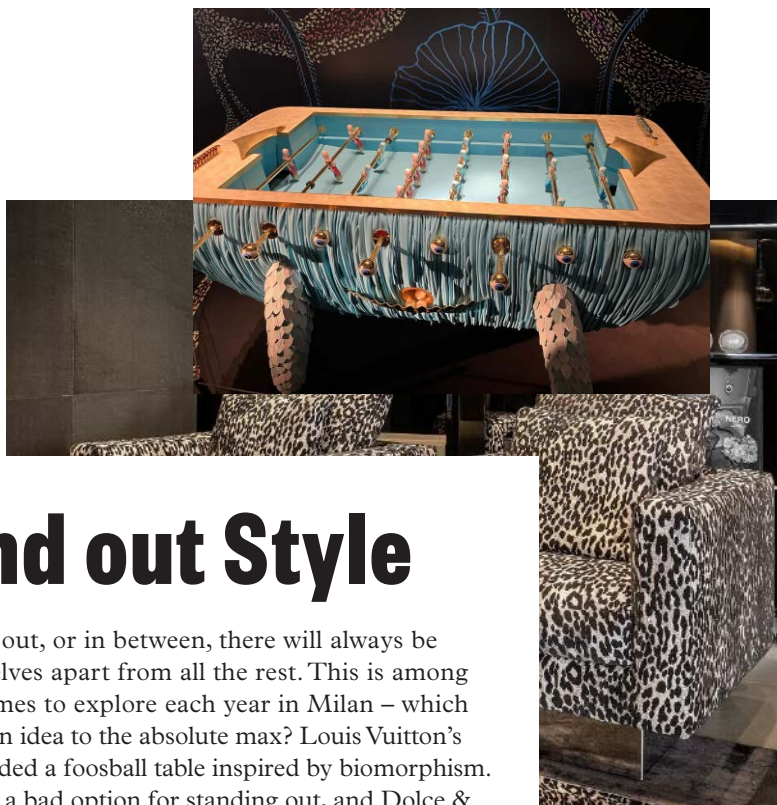 NERO
nd out Style
out, or in between, there will always be
elves apart from all the rest. This is among
mes to explore each year in Milan – which
n idea to the absolute max? Louis Vuitton's
ded a foosball table inspired by biomorphism.
a bad option for standing out, and Dolce &